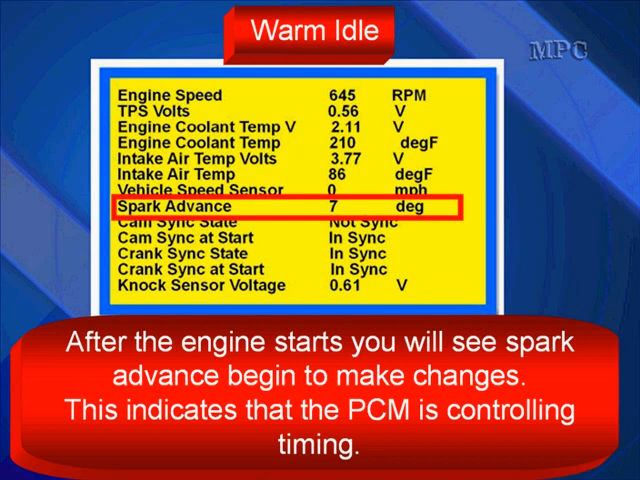 Warm Idle
MPC
Engine Speed 645 RPM
TPS Volts 0.56 V
Engine Coolant Temp V 2.11 V
Engine Coolant Temp 210 degF
Intake Air Temp Volts 3.77 V
Intake Air Temp 86 degF
Vehicle Speed Sensor 0 mph
Spark Advance 7 deg
Cam Sync State Not Sync
Cam Sync at Start In Sync
Crank Sync State In Sync
Crank Sync at Start In Sync
Knock Sensor Voltage 0.61 V
After the engine starts you will see spark
advance begin to make changes.
This indicates that the PCM is controlling
timing.